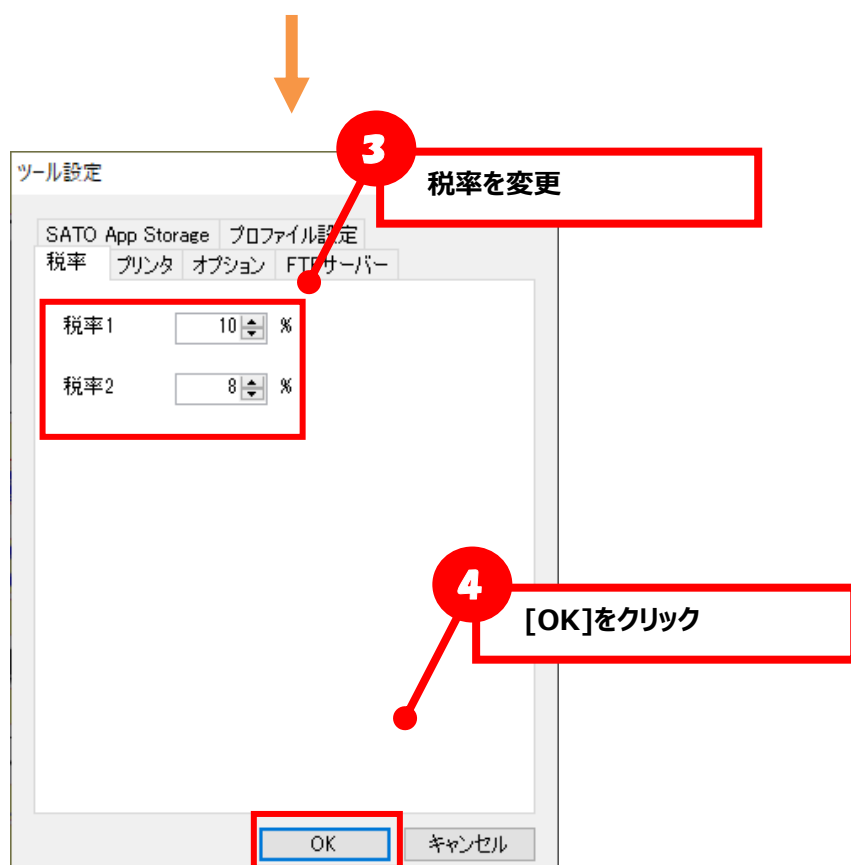 3
税率を変更
ツール設定
SATO App Storage プロファイル設定
税率 プリンタ オプション FTPサーバー
税率1 10 %
税率2 8 %
4
[OK]をクリック
OK キャンセル